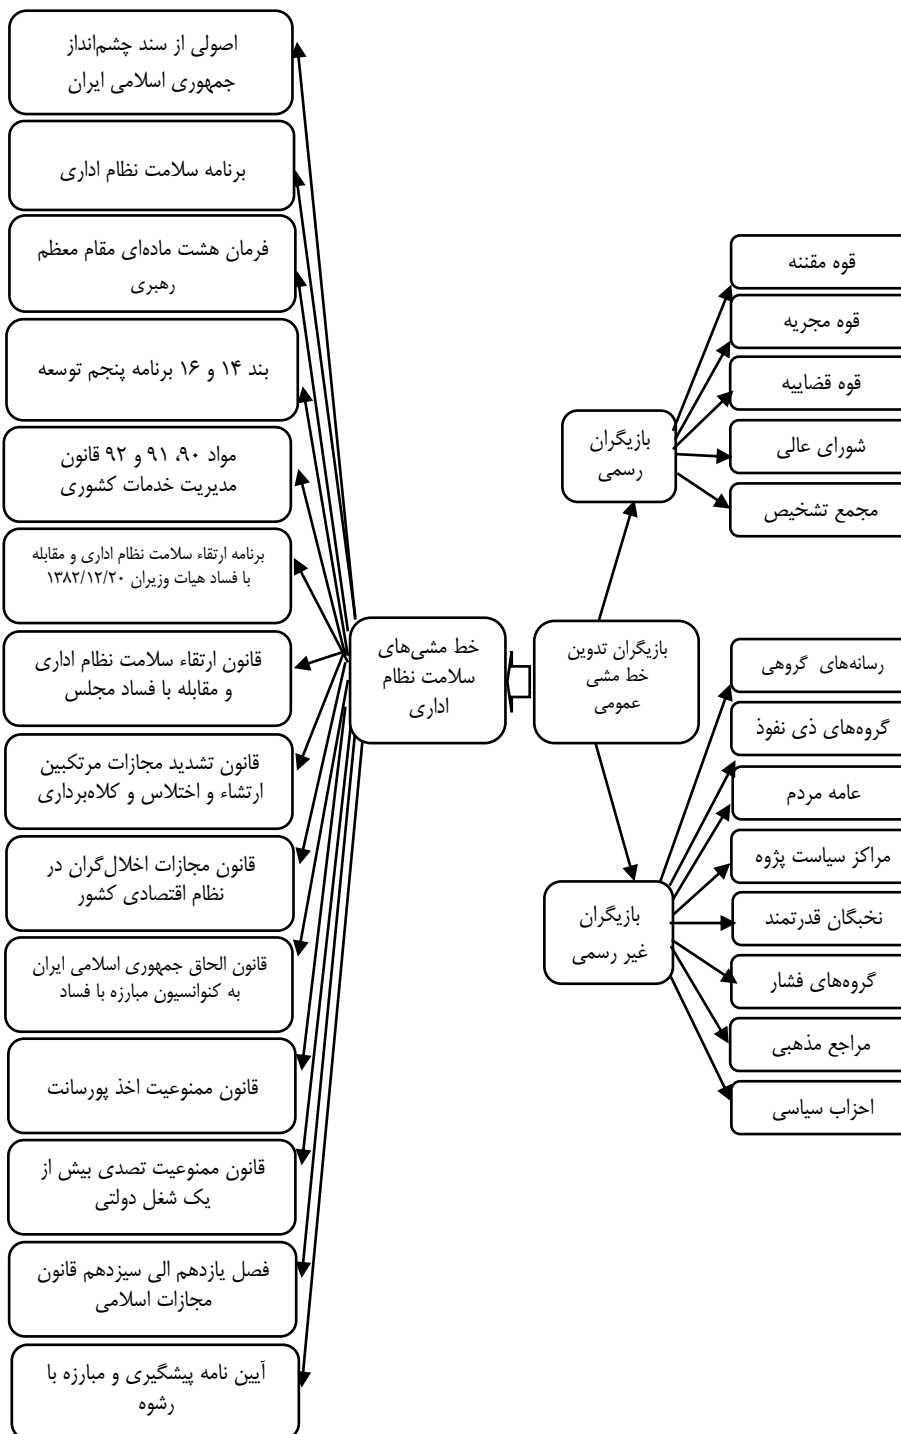 قوه مقننه
قوه مجریه
قوه قضاییه
شورای عالی
مجمع تشخیص
بازیگران
رسمی
رسانه‌های گروهی
گروه‌های ذی نفوذ
عامه مردم
مراکز سیاست پژوه
نخبگان قدرتمند
گروه‌های فشار
مراجع مذهبی
احزاب سیاسی
بازیگران
غیر رسمی
بازیگران تدوین
خط مشی
عمومی
خط مشی‌های
سلامت نظام
اداری
اصولی از سند چشم‌انداز
جمهوری اسلامی ایران
برنامه سلامت نظام اداری
فرمان هشت ماده‌ای مقام معظم
رهبری
بند ۱۴ و ۱۶ برنامه پنجم توسعه
مواد ۹۰، ۹۱ و ۹۲ قانون
مدیریت خدمات کشوری
برنامه ارتقاء سلامت نظام اداری و مقابله
با فساد هیات وزیران ۱۳۸۲/۱۲/۲۰
قانون ارتقاء سلامت نظام اداری
و مقابله با فساد مجلس
قانون تشدید مجازات مرتکبین
ارتشاء و اختلاس و کلاه‌برداری
قانون مجازات اخلال‌گران در
نظام اقتصادی کشور
قانون الحاق جمهوری اسلامی ایران
به کنوانسیون مبارزه با فساد
قانون ممنوعیت اخذ پورسانت
قانون ممنوعیت تصدی بیش از
یک شغل دولتی
فصل یازدهم الی سیزدهم قانون
مجازات اسلامی
آیین نامه پیشگیری و مبارزه با
رشوه